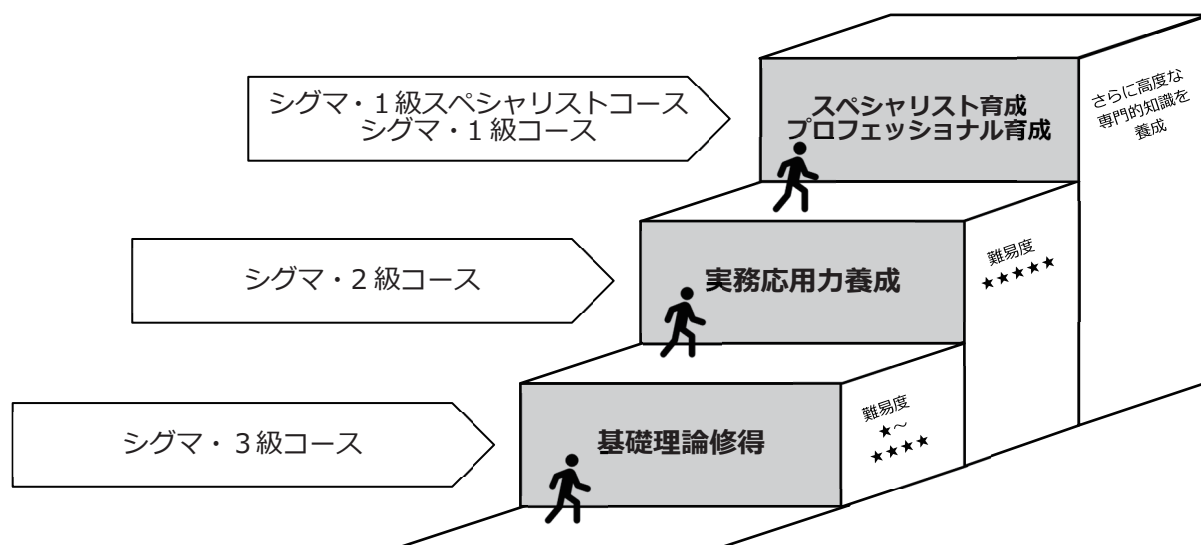 シグマ・１級スペシャリストコース
シグマ・１級コース
スペシャリスト育成
プロフェッショナル育成
さらに高度な
専門的知識を
養成
シグマ・２級コース
実務応用力養成
難易度
★★★★★
シグマ・３級コース
基礎理論修得
難易度
★～
★★★★